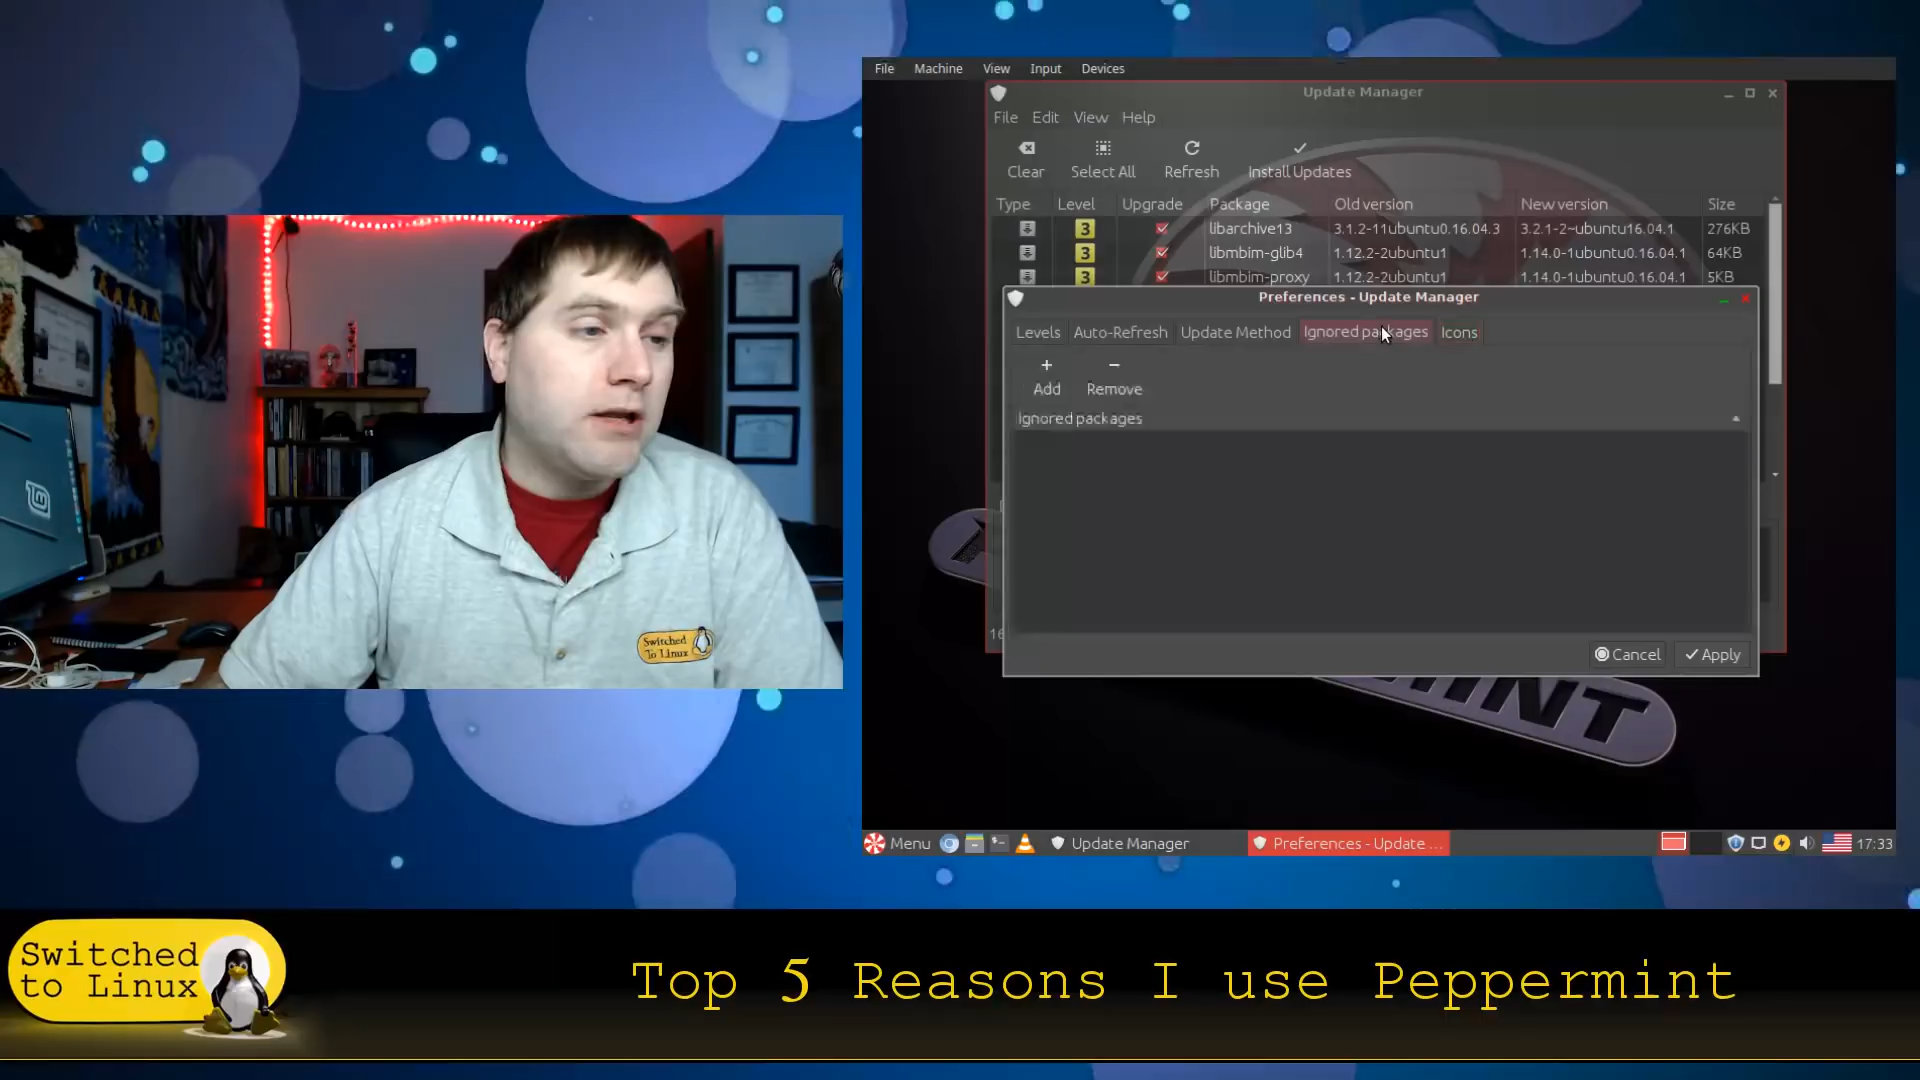 File Machine View Input Devices
Update Manager
File Edit View Help
Clear Select All Refresh Install Updates
Type Level Upgrade Package Old version New version Size
3 libarchive13 3.1.2-11ubuntu0.16.04.3 3.2.1-2~ubuntu16.04.1 276KB
3 libmbim-glib4 1.12.2-2ubuntu1 1.14.0-1ubuntu0.16.04.1 64KB
3 libmbim-proxy 1.12.2-2ubuntu1 1.14.0-1ubuntu0.16.04.1 5KB
Preferences - Update Manager
Levels Auto-Refresh Update Method Ignored packages Icons
Add Remove
Ignored packages
16
Cancel Apply
Switched
To Linux
Menu Update Manager Preferences - Update ... 17:33
Switched
to Linux
Top 5 Reasons I use Peppermint